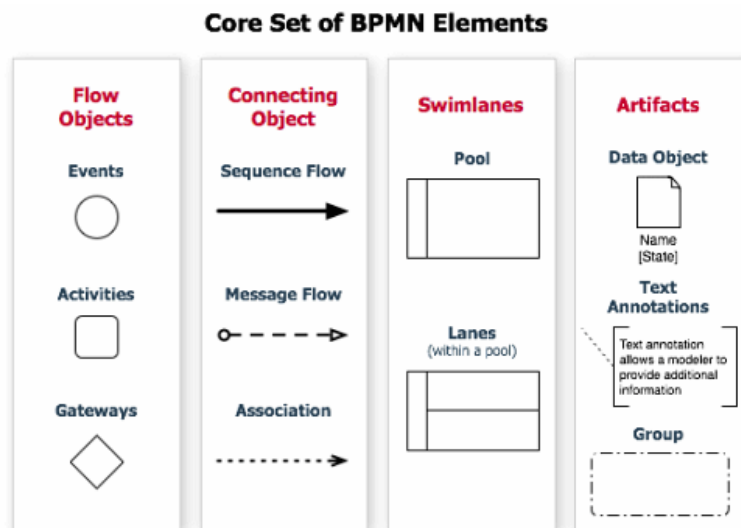 Core Set of BPMN Elements
Flow
Objects
Events
Activities
Gateways
Connecting
Object
Sequence Flow
Message Flow
Association
Swimlanes
Pool
Lanes
(within a pool)
Artifacts
Data Object
Name
[State]
Text
Annotations
Text annotation
allows a modeler to
provide additional
information
Group